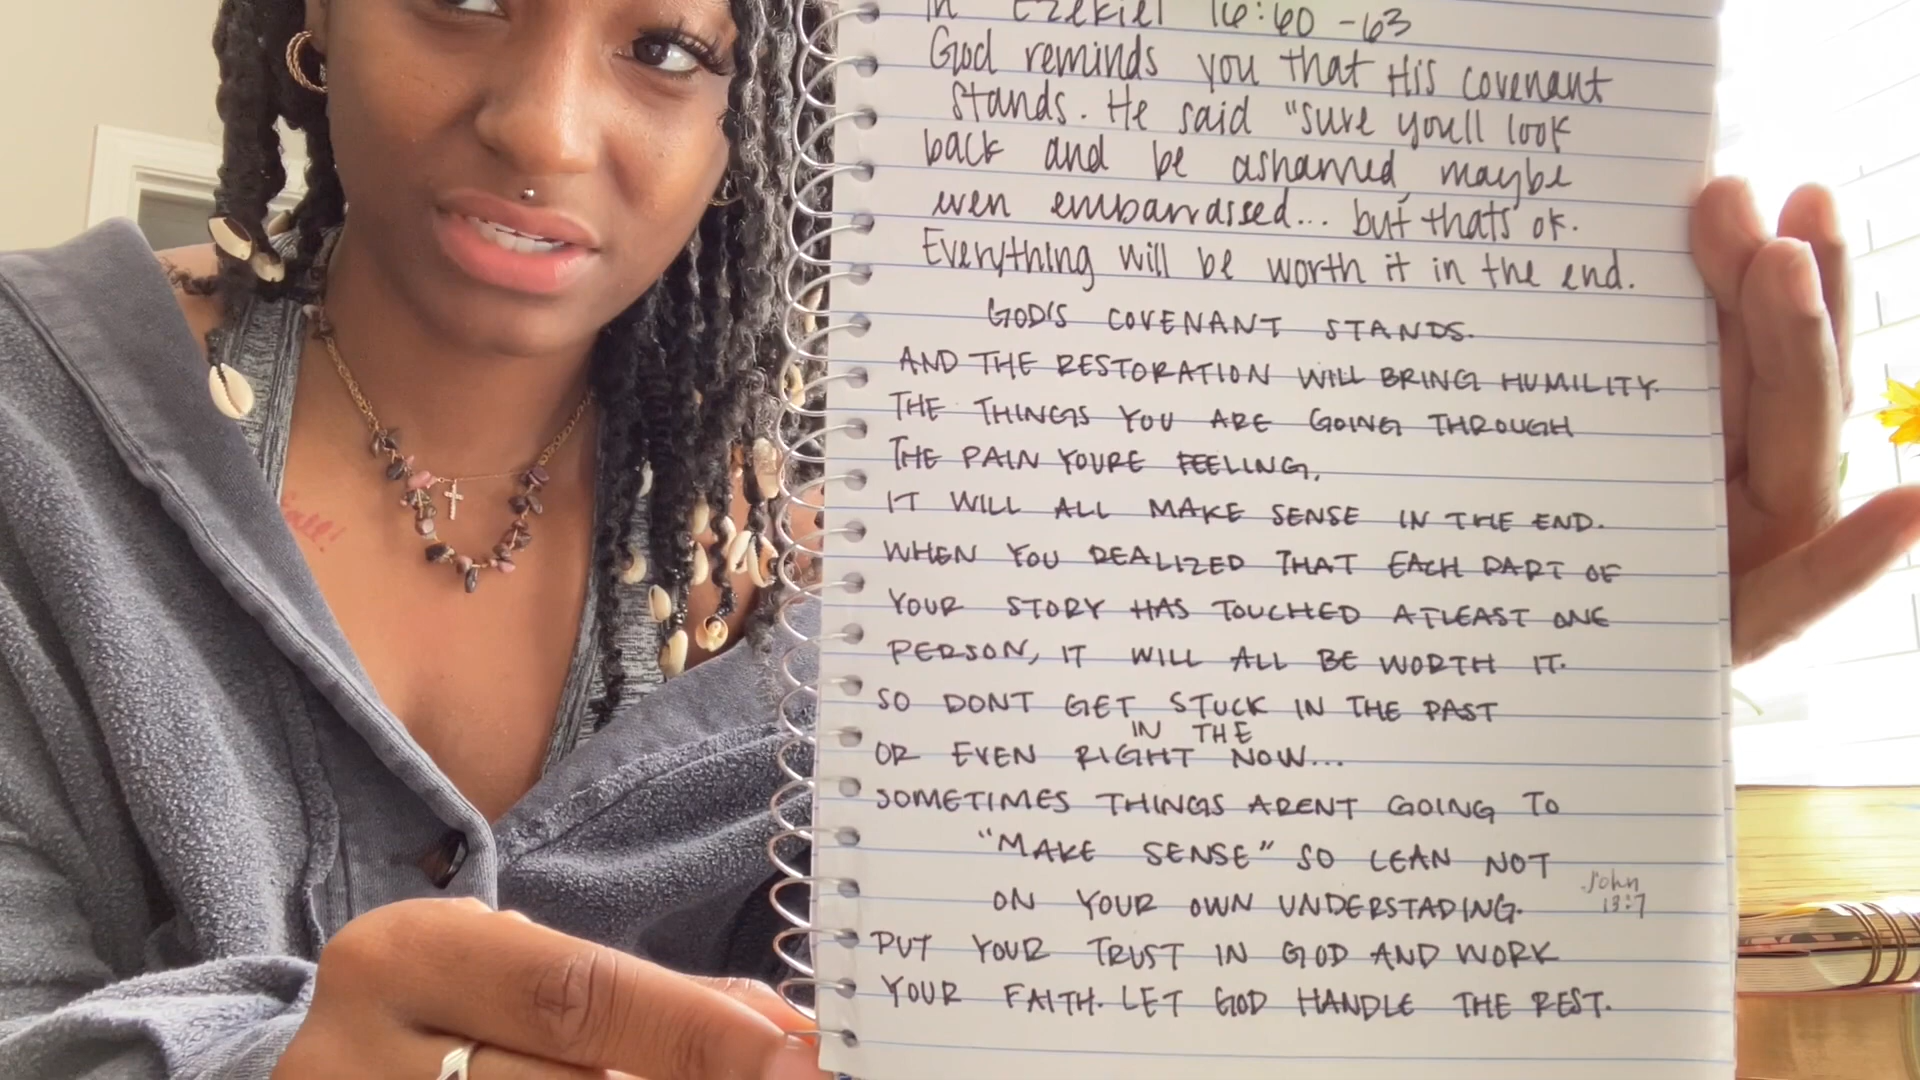 in Ezekiel 16:60-63
God reminds you that His covenant
stands. He said "sure youll look
back and be ashamed, maybe
even embarrassed... but thats ok.
Everything will be worth it in the end.
GOD'S COVENANT STANDS.
AND THE RESTORATION WILL BRING HUMILITY.
THE THINGS YOU ARE GOING THROUGH
THE PAIN YOURE FEELING,
IT WILL ALL MAKE SENSE IN THE END.
WHEN YOU REALIZED THAT EACH PART OF
YOUR STORY HAS TOUCHED ATLEAST ONE
PERSON, IT WILL ALL BE WORTH IT.
SO DONT GET STUCK IN THE PAST
IN THE
OR EVEN RIGHT NOW...
SOMETIMES THINGS ARENT GOING TO
"MAKE SENSE" SO LEAN NOT
ON YOUR OWN UNDERSTADING.
John
13:7
PUT YOUR TRUST IN GOD AND WORK
YOUR FAITH. LET GOD HANDLE THE REST.